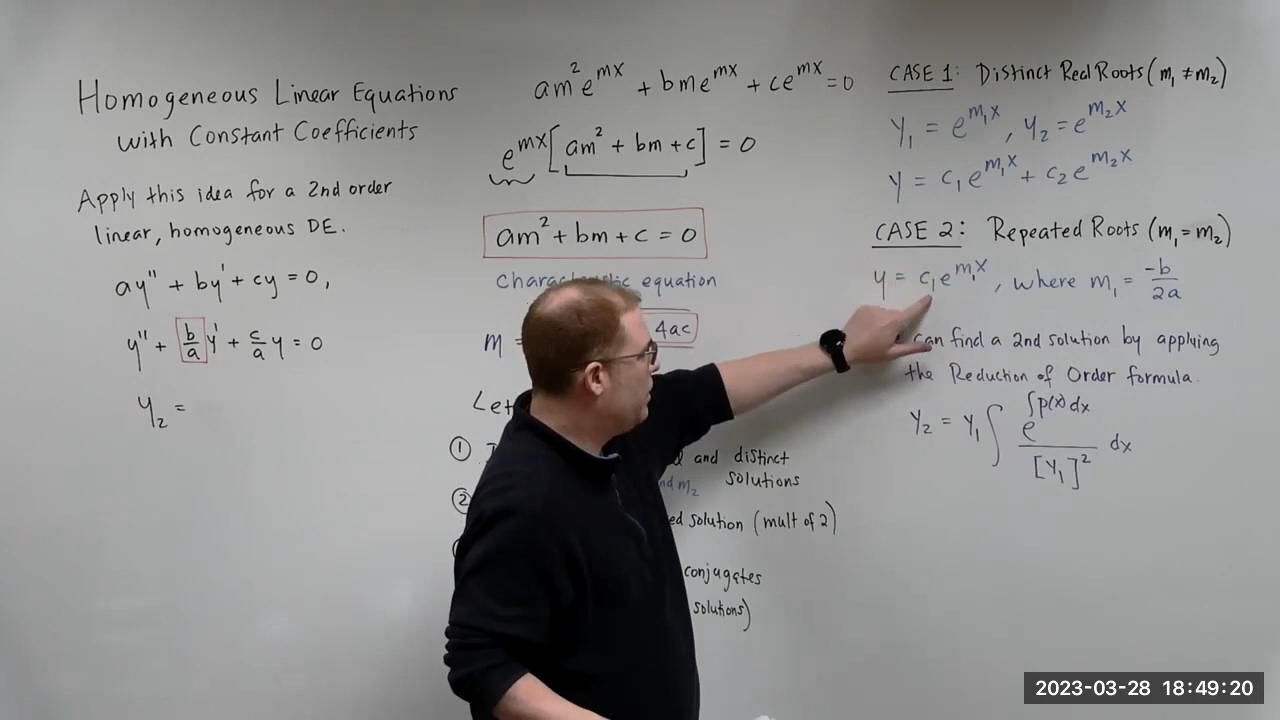 Homogeneous Linear Equations
with Constant Coefficients
Apply this idea for a 2nd order
linear, homogeneous DE.
ay'' + by' + cy = 0,
y'' + b/a y' + c/a y = 0
y₂ =
am²e^{mx} + bme^{mx} + ce^{mx} = 0
e^{mx}[am² + bm + c] = 0
am² + bm + c = 0
equation
m =
4ac
Let
① and distinct
solutions
and m₂
② solution (mult of 2)
conjugates
solutions)
CASE 1: Distinct Real Roots (m₁ ≠ m₂)
y₁ = e^{m₁x}, y₂ = e^{m₂x}
y = c₁e^{m₁x} + c₂e^{m₂x}
CASE 2: Repeated Roots (m₁ = m₂)
y = c₁e^{m₁x}, where m₁ = -b/2a
can find a 2nd solution by applying
the Reduction of Order formula.
y₂ = y₁ ∫ e^{∫p(x)dx}/[y₁]² dx
2023-03-28 18:49:20